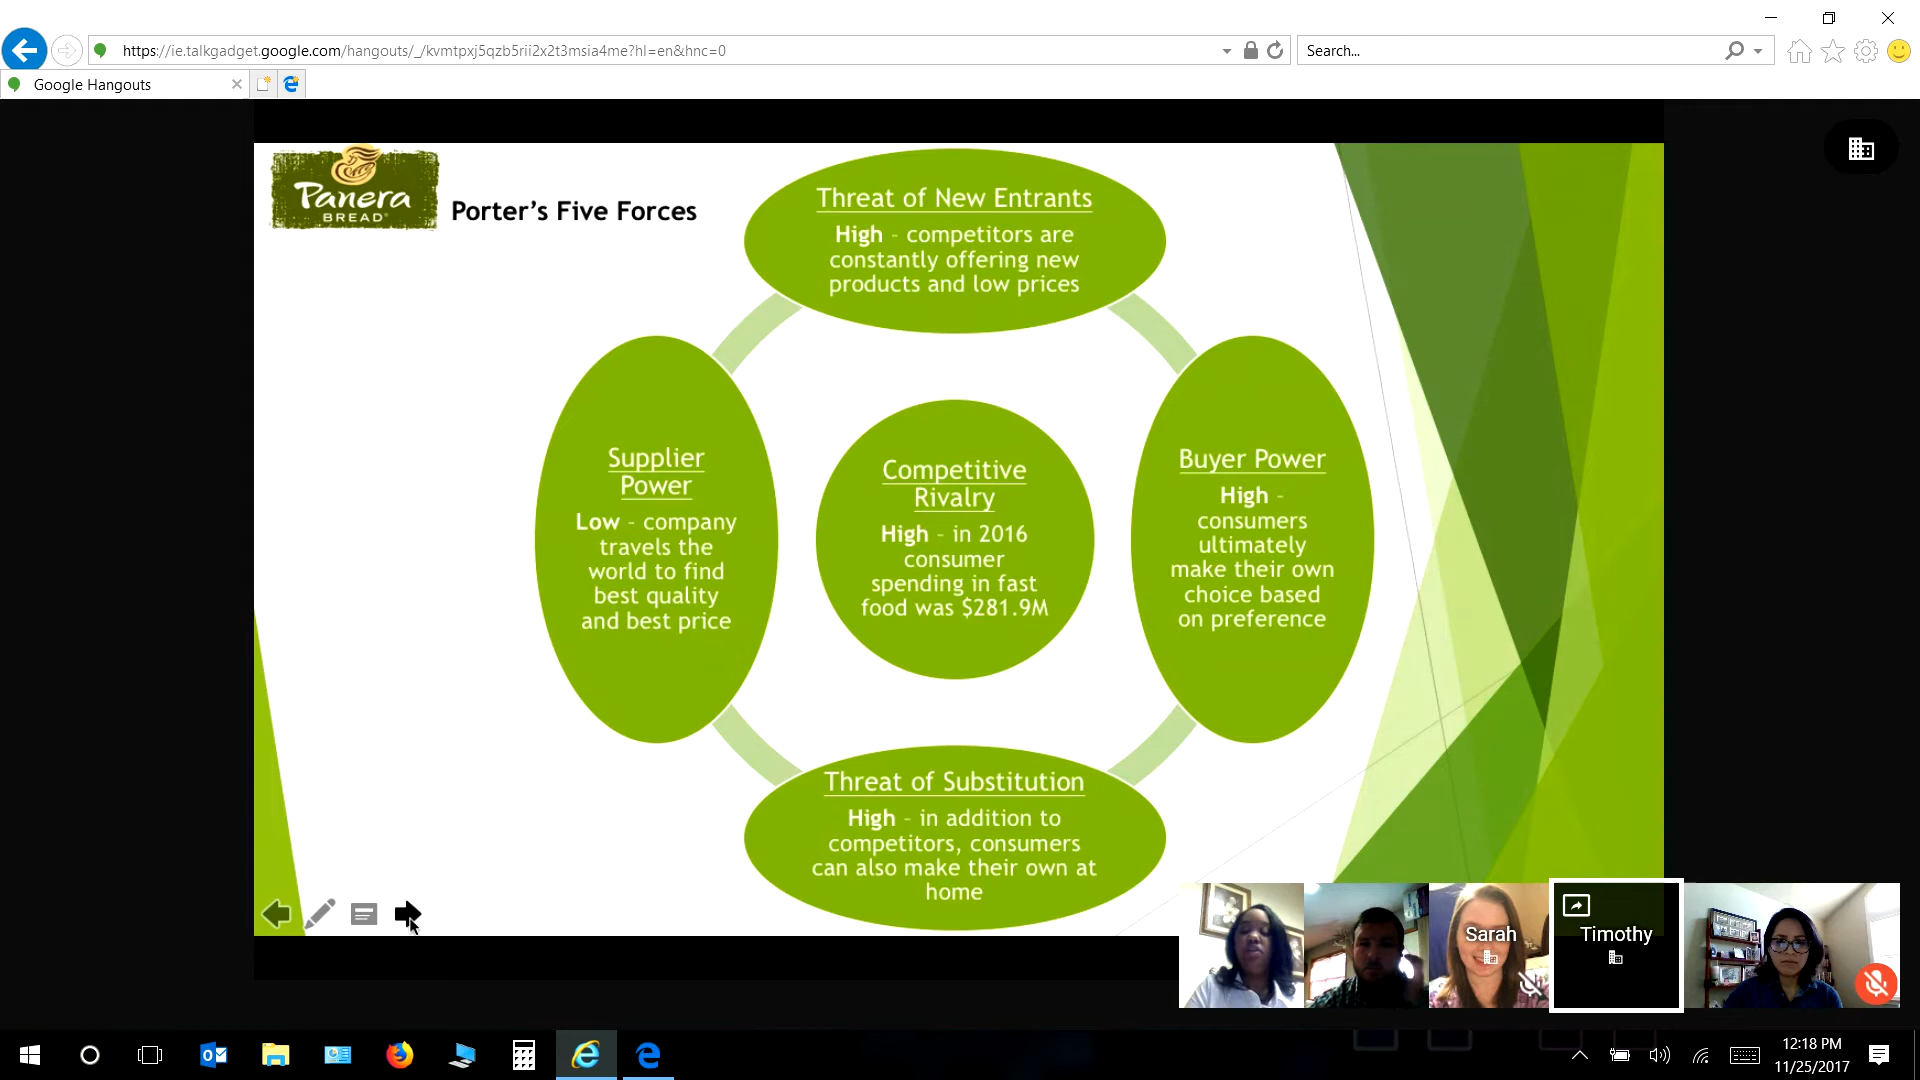 https://ie.talkgadget.google.com/hangouts/_/kvmtpxj5qzb5rii2x2t3msia4me?hl=en&hnc=0
Search...
Google Hangouts
Panera
BREAD®
Porter's Five Forces
Threat of New Entrants
High - competitors are
constantly offering new
products and low prices
Supplier
Power
Low - company
travels the
world to find
best quality
and best price
Competitive
Rivalry
High - in 2016
consumer
spending in fast
food was $281.9M
Buyer Power
High -
consumers
ultimately
make their own
choice based
on preference
Threat of Substitution
High - in addition to
competitors, consumers
can also make their own at
home
Sarah
Timothy
12:18 PM
11/25/2017